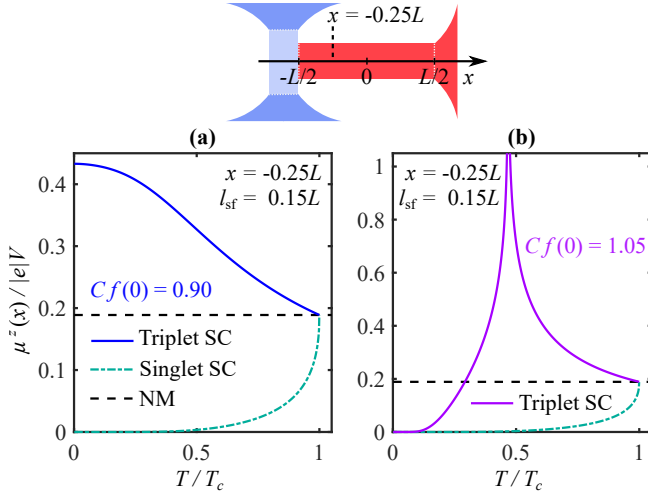 x = -0.25L
-L/2
0
L/2
x
(a)
(b)
μ^z(x) / |e|V
0.4
0.3
0.2
0.1
0
x = -0.25L
l_sf = 0.15L
Cf(0) = 0.90
Triplet SC
Singlet SC
NM
0
0.5
1
T / T_c
1
0.8
0.6
0.4
0.2
0
x = -0.25L
l_sf = 0.15L
Cf(0) = 1.05
Triplet SC
0
0.5
1
T / T_c